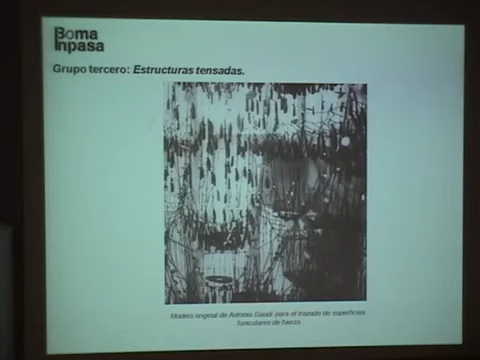 Boma
Inpasa
Grupo tercero: Estructuras tensadas.
Modelo original de Antonio Gaudí para el trazado de superficies
funiculares de fuerza